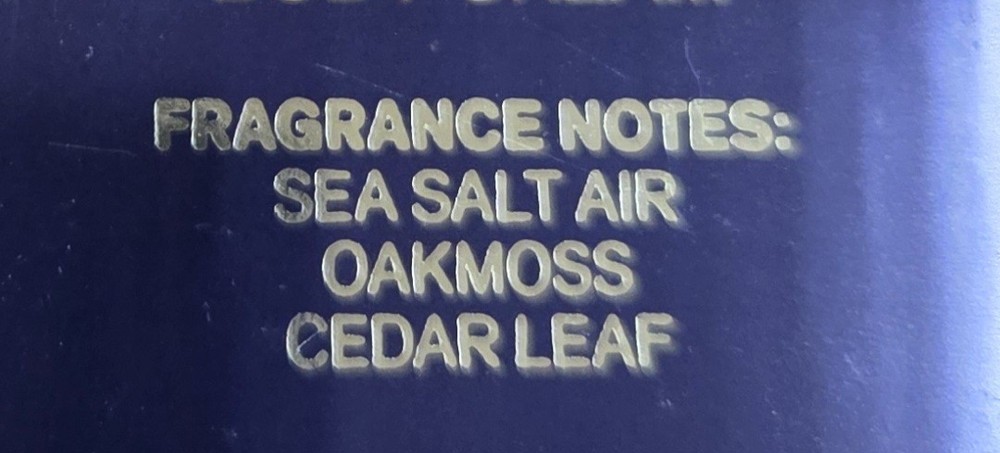 FRAGRANCE NOTES:
SEA SALT AIR
OAKMOSS
CEDAR LEAF